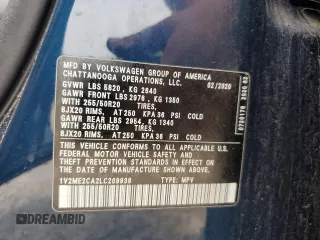 MFD. BY VOLKSWAGEN GROUP OF AMERICA
CHATTANOOGA OPERATIONS, LLC. 02/2020
GVWR LBS 5820, KG 2640
GAWR FRONT LBS 2976, KG 1350
WITH 255/50R20 TIRES,
8JX20 RIMS, AT250 KPA 36 PSI COLD
GAWR REAR LBS 2954, KG 1340
WITH 255/50R20 TIRES,
8JX20 RIMS, AT250 KPA 36 PSI COLD
THIS VEHICLE CONFORMS TO ALL APPLICABLE U.S.
FEDERAL MOTOR VEHICLE SAFETY, BUMPER, AND
THEFT PREVENTION STANDARDS IN EFFECT ON THE
DATE OF MANUFACTURE SHOWN ABOVE.
1V2ME2CA2LC209938 TYPE: MPV
DREAMBID